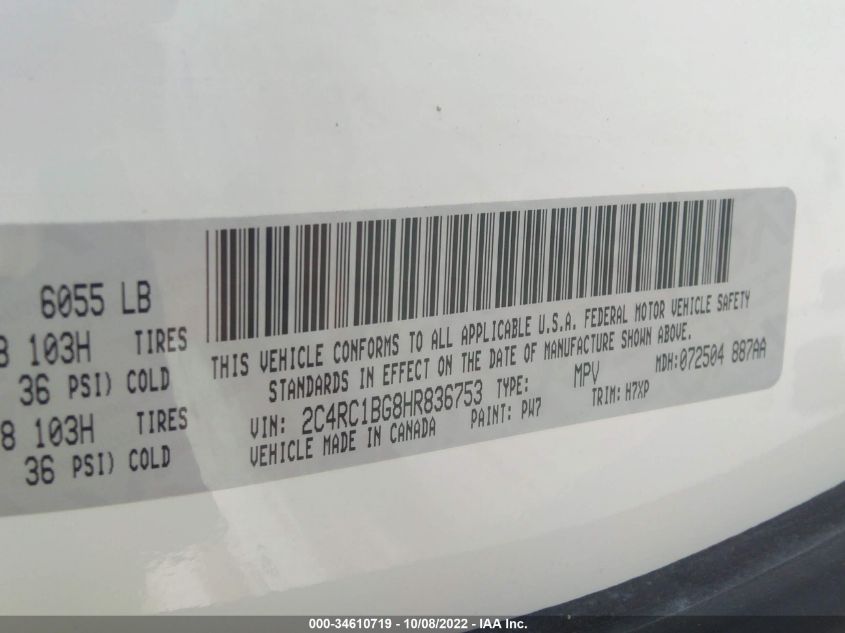 6055 LB
8 103H TIRES
36 PSI) COLD
8 103H TIRES
36 PSI) COLD
THIS VEHICLE CONFORMS TO ALL APPLICABLE U.S.A. FEDERAL MOTOR VEHICLE SAFETY
STANDARDS IN EFFECT ON THE DATE OF MANUFACTURE SHOWN ABOVE.
VIN: 2C4RC1BG8HR836753 TYPE: MPV MDH:072504 887AA
VEHICLE MADE IN CANADA PAINT: PW7 TRIM: H7XP
000-34610719 - 10/08/2022 - IAA Inc.